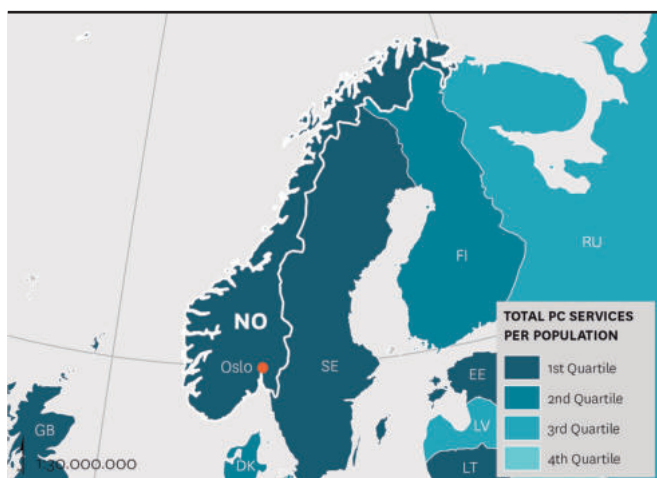 RU
FI
NO
TOTAL PC SERVICES
PER POPULATION
Oslo
SE
1st Quartile
EE
2nd Quartile
GB
LV
3rd Quartile
1:30.000.000
DK
LT
4th Quartile